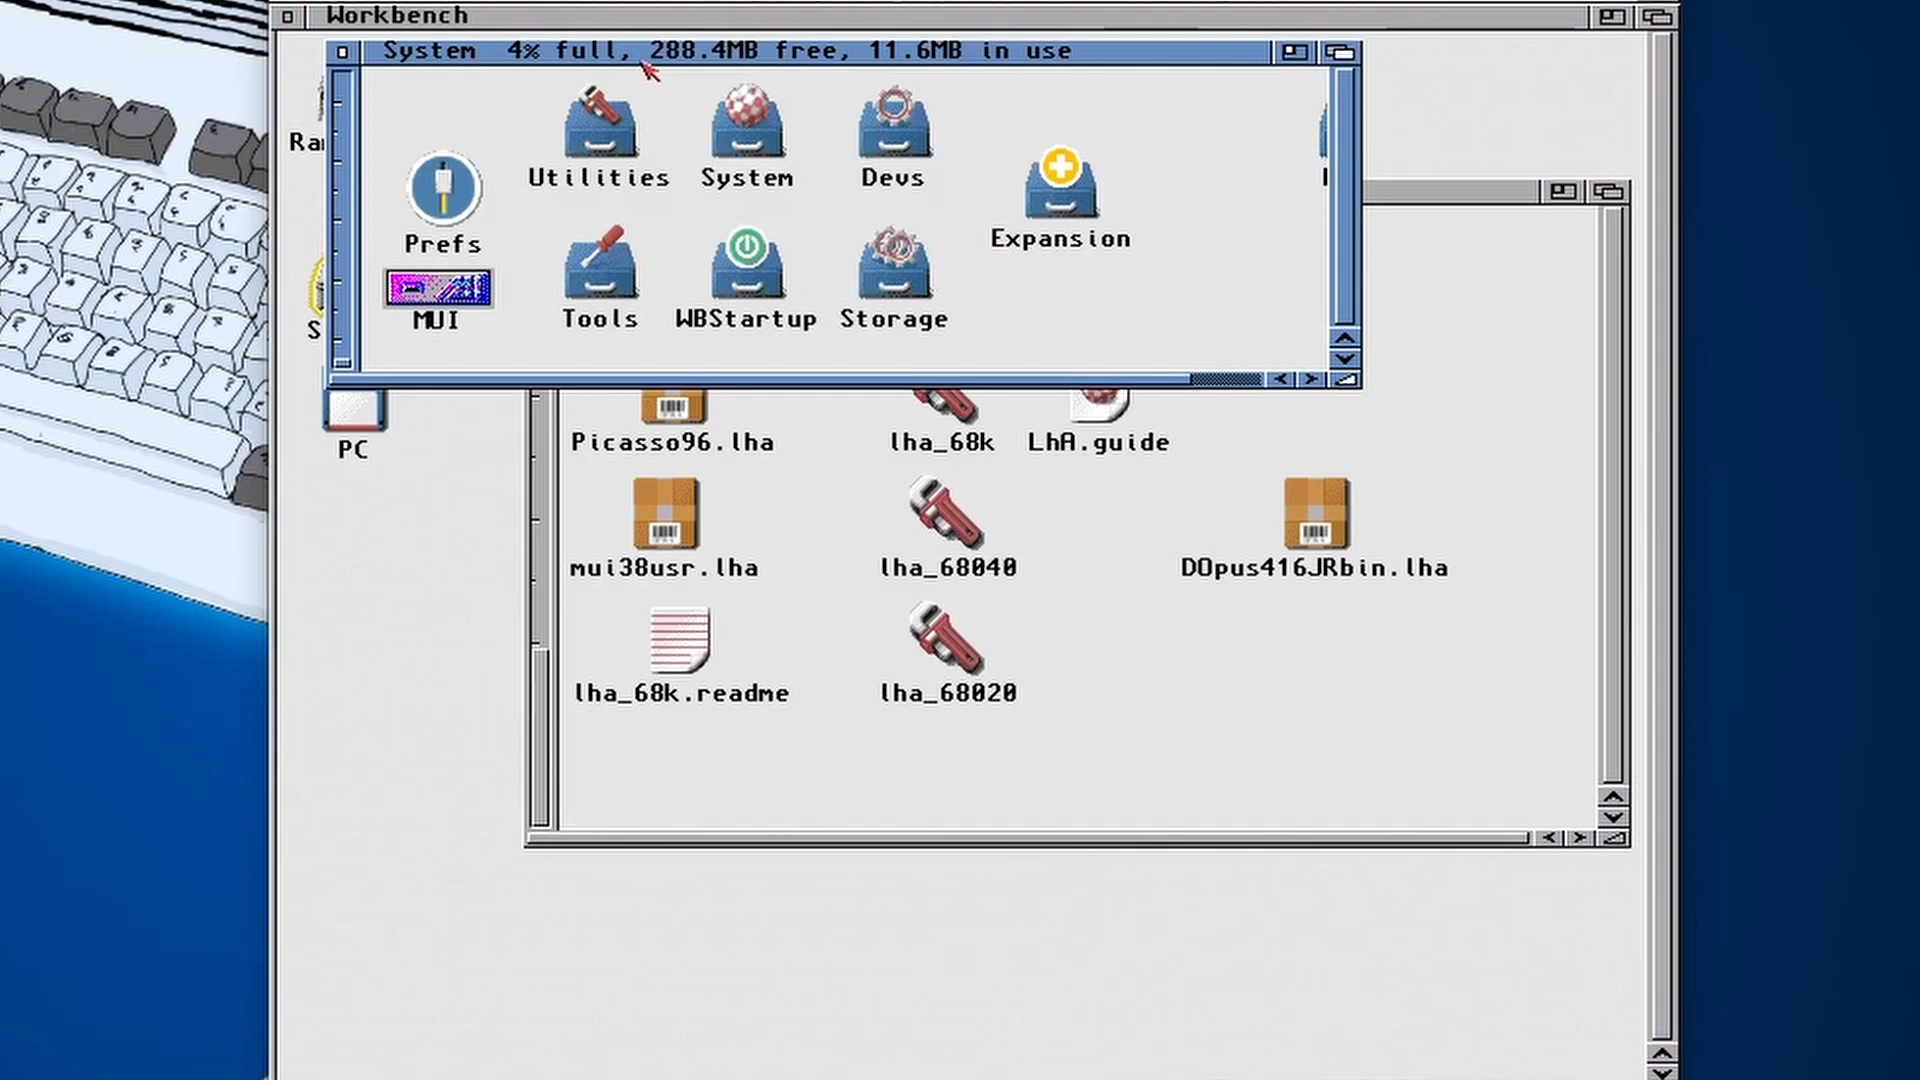 Workbench
System 4% full, 288.4MB free, 11.6MB in use
Utilities System Devs
Prefs Expansion
MUI Tools WBStartup Storage
PC
Picasso96.lha lha_68k LhA.guide
mui38usr.lha lha_68040 DOpus416JRbin.lha
lha_68k.readme lha_68020